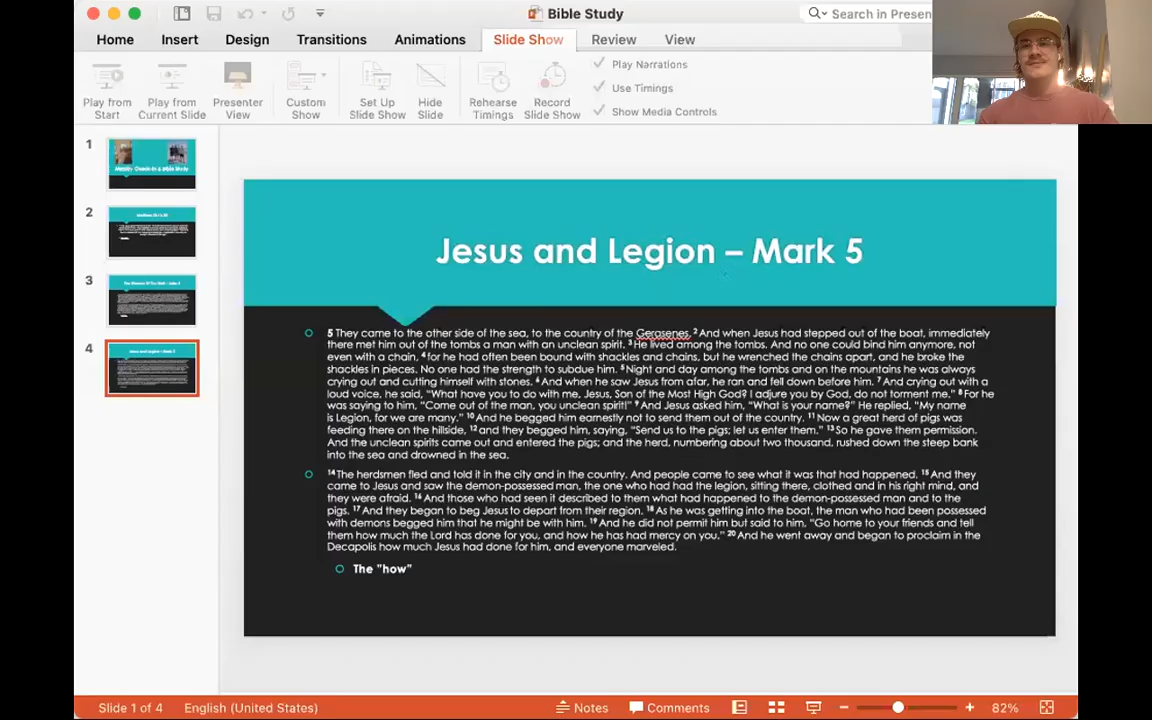 Bible Study
Search in Presen
Home Insert Design Transitions Animations Slide Show Review View
Play from Start
Play from Current Slide
Presenter View
Custom Show
Set Up Slide Show
Hide Slide
Rehearse Timings
Record Slide Show
Play Narrations
Use Timings
Show Media Controls
1
2
3
4
Jesus and Legion – Mark 5
5 They came to the other side of the sea, to the country of the Gerasenes. 2 And when Jesus had stepped out of the boat, immediately
there met him out of the tombs a man with an unclean spirit. 3 He lived among the tombs. And no one could bind him anymore, not
even with a chain, 4 for he had often been bound with shackles and chains, but he wrenched the chains apart, and he broke the
shackles in pieces. No one had the strength to subdue him. 5 Night and day among the tombs and on the mountains he was always
crying out and cutting himself with stones. 6 And when he saw Jesus from afar, he ran and fell down before him. 7 And crying out with a
loud voice, he said, “What have you to do with me, Jesus, Son of the Most High God? I adjure you by God, do not torment me.” 8 For he
was saying to him, “Come out of the man, you unclean spirit!” 9 And Jesus asked him, “What is your name?” He replied, “My name
is Legion, for we are many.” 10 And he begged him earnestly not to send them out of the country. 11 Now a great herd of pigs was
feeding there on the hillside, 12 and they begged him, saying, “Send us to the pigs; let us enter them.” 13 So he gave them permission.
And the unclean spirits came out and entered the pigs; and the herd, numbering about two thousand, rushed down the steep bank
into the sea and drowned in the sea.
14 The herdsmen fled and told it in the city and in the country. And people came to see what it was that had happened. 15 And they
came to Jesus and saw the demon-possessed man, the one who had had the legion, sitting there, clothed and in his right mind, and
they were afraid. 16 And those who had seen it described to them what had happened to the demon-possessed man and to the
pigs. 17 And they began to beg Jesus to depart from their region. 18 As he was getting into the boat, the man who had been possessed
with demons begged him that he might be with him. 19 And he did not permit him but said to him, “Go home to your friends and tell
them how much the Lord has done for you, and how he has had mercy on you.” 20 And he went away and began to proclaim in the
Decapolis how much Jesus had done for him, and everyone marveled.
The "how"
Slide 1 of 4 English (United States) Notes Comments 82%